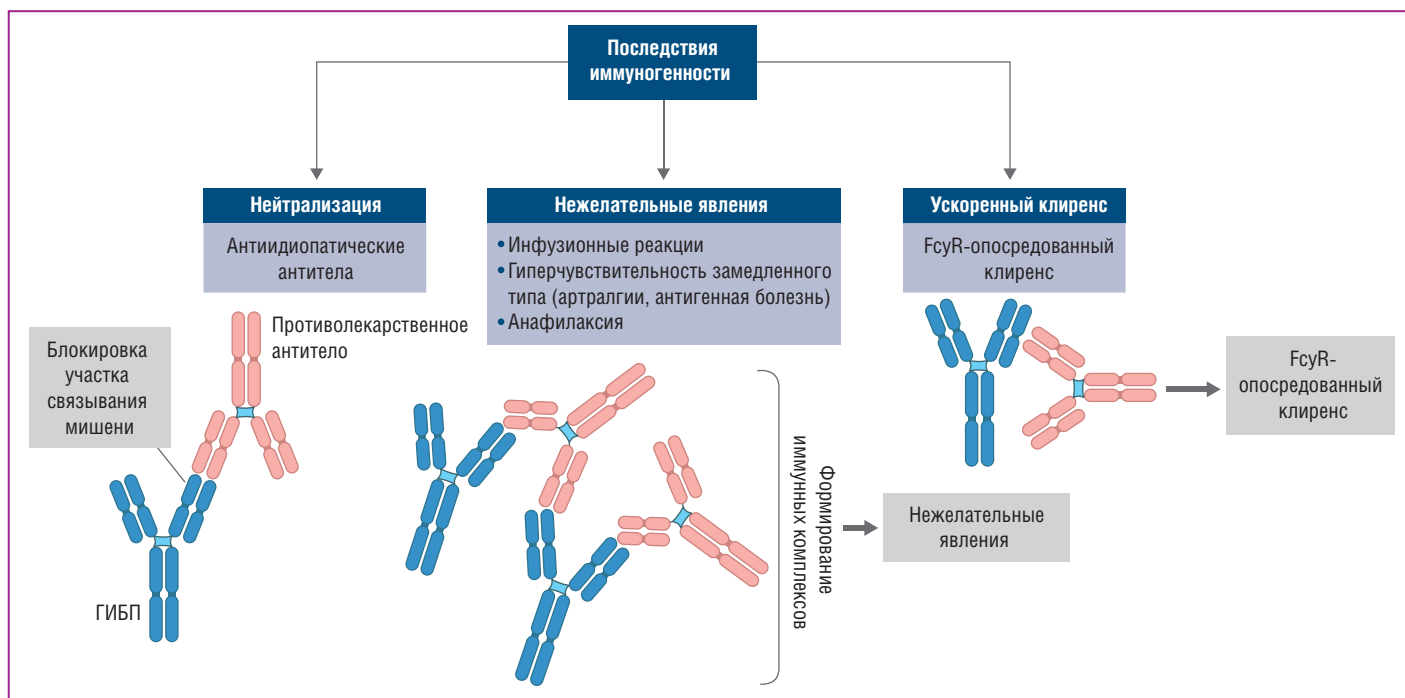 Последствия
иммуногенности
Нейтрализация
Антиидиопатические
антитела
Нежелательные явления
• Инфузионные реакции
• Гиперчувствительность замедленного
типа (артралгии, антигенная болезнь)
• Анафилаксия
Ускоренный клиренс
FcyR-опосредованный
клиренс
Противолекарственное
антитело
Блокировка
участка
связывания
мишени
ГИБП
Формирование
иммунных комплексов
Нежелательные
явления
FcyR-
опосредованный
клиренс